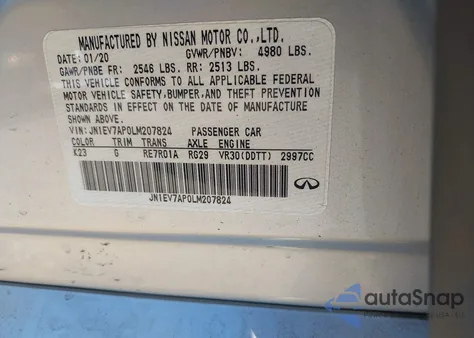 MANUFACTURED BY NISSAN MOTOR CO.,LTD.
DATE: 01/20 GVWR/PNBV: 4980 LBS.
GAWR/PNBE FR: 2546 LBS. RR: 2513 LBS.
THIS VEHICLE CONFORMS TO ALL APPLICABLE FEDERAL
MOTOR VEHICLE SAFETY,BUMPER,AND THEFT PREVENTION
STANDARDS IN EFFECT ON THE DATE OF MANUFACTURE
SHOWN ABOVE.
VIN: JN1EV7AP0LM207824 PASSENGER CAR
COLOR TRIM TRANS AXLE ENGINE
K23 G RE7R01A RG29 VR30(DDTT) 2997CC
JN1EV7AP0LM207824
autoSnap